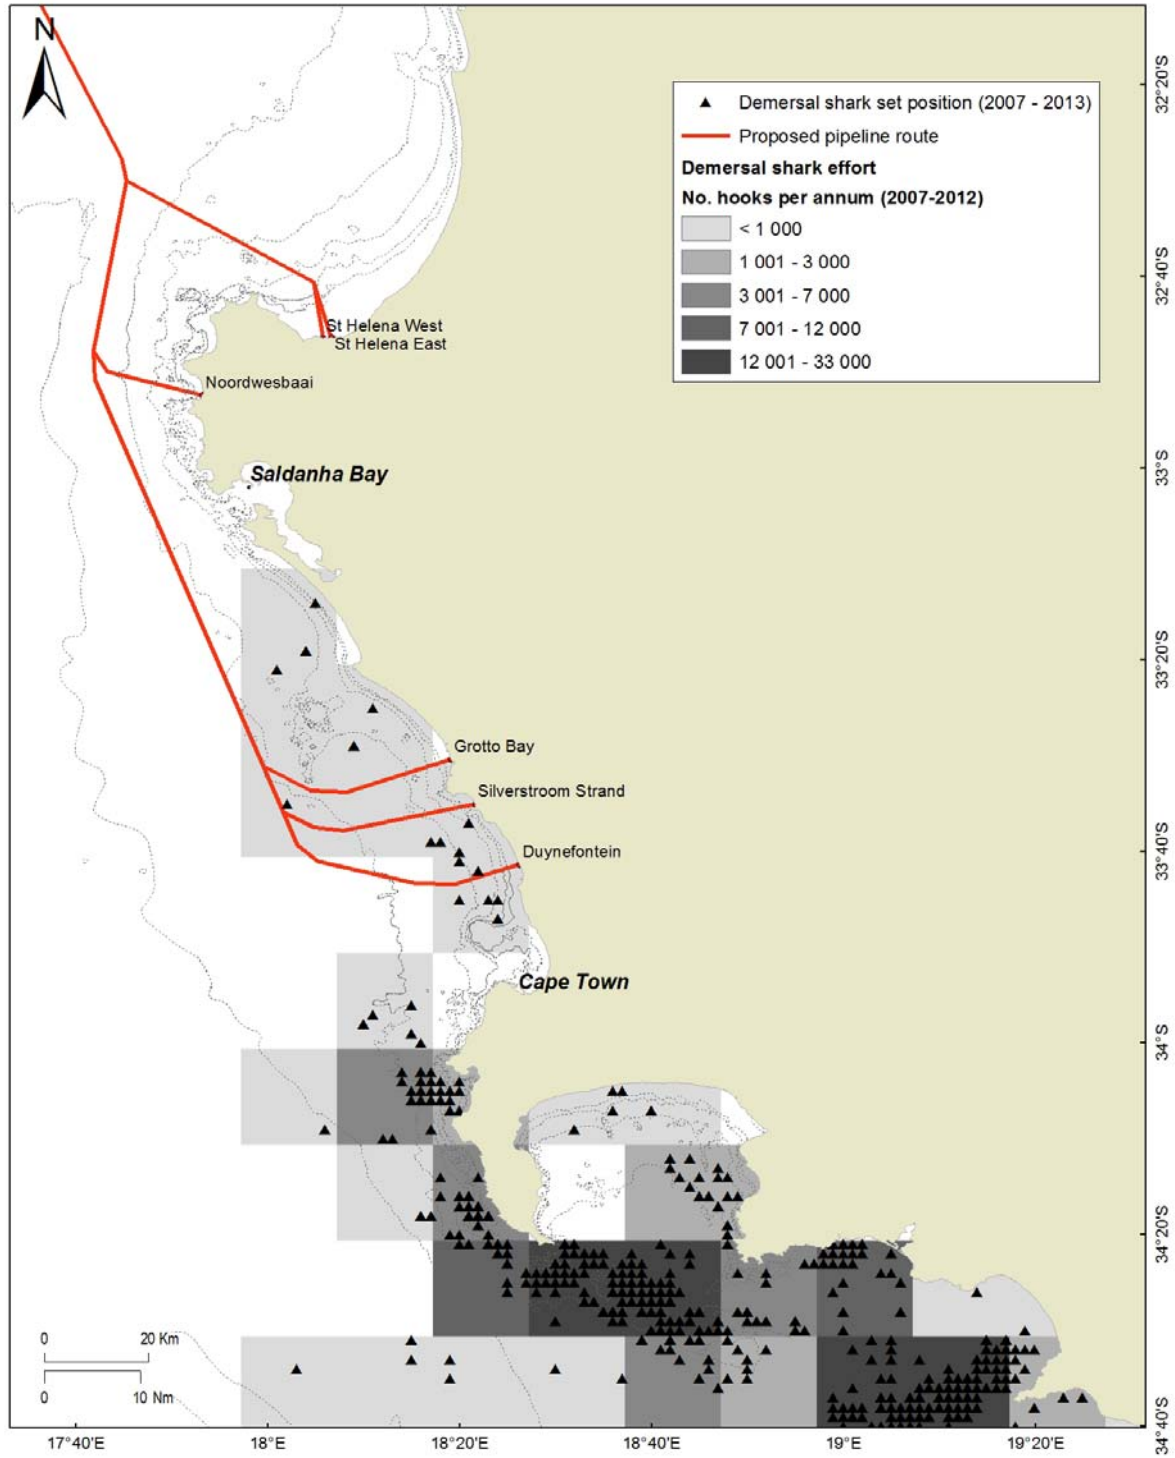 N
▲ Demersal shark set position (2007 - 2013)
Proposed pipeline route
Demersal shark effort
No. hooks per annum (2007-2012)
< 1 000
1 001 - 3 000
3 001 - 7 000
7 001 - 12 000
12 001 - 33 000
St Helena West
St Helena East
Noordwesbaai
Saldanha Bay
Grotto Bay
Silverstroom Strand
Duynefontein
Cape Town
0 20 Km
0 10 Nm
32°20'S
32°40'S
33°S
33°20'S
33°40'S
34°S
34°20'S
34°40'S
17°40'E 18°E 18°20'E 18°40'E 19°E 19°20'E